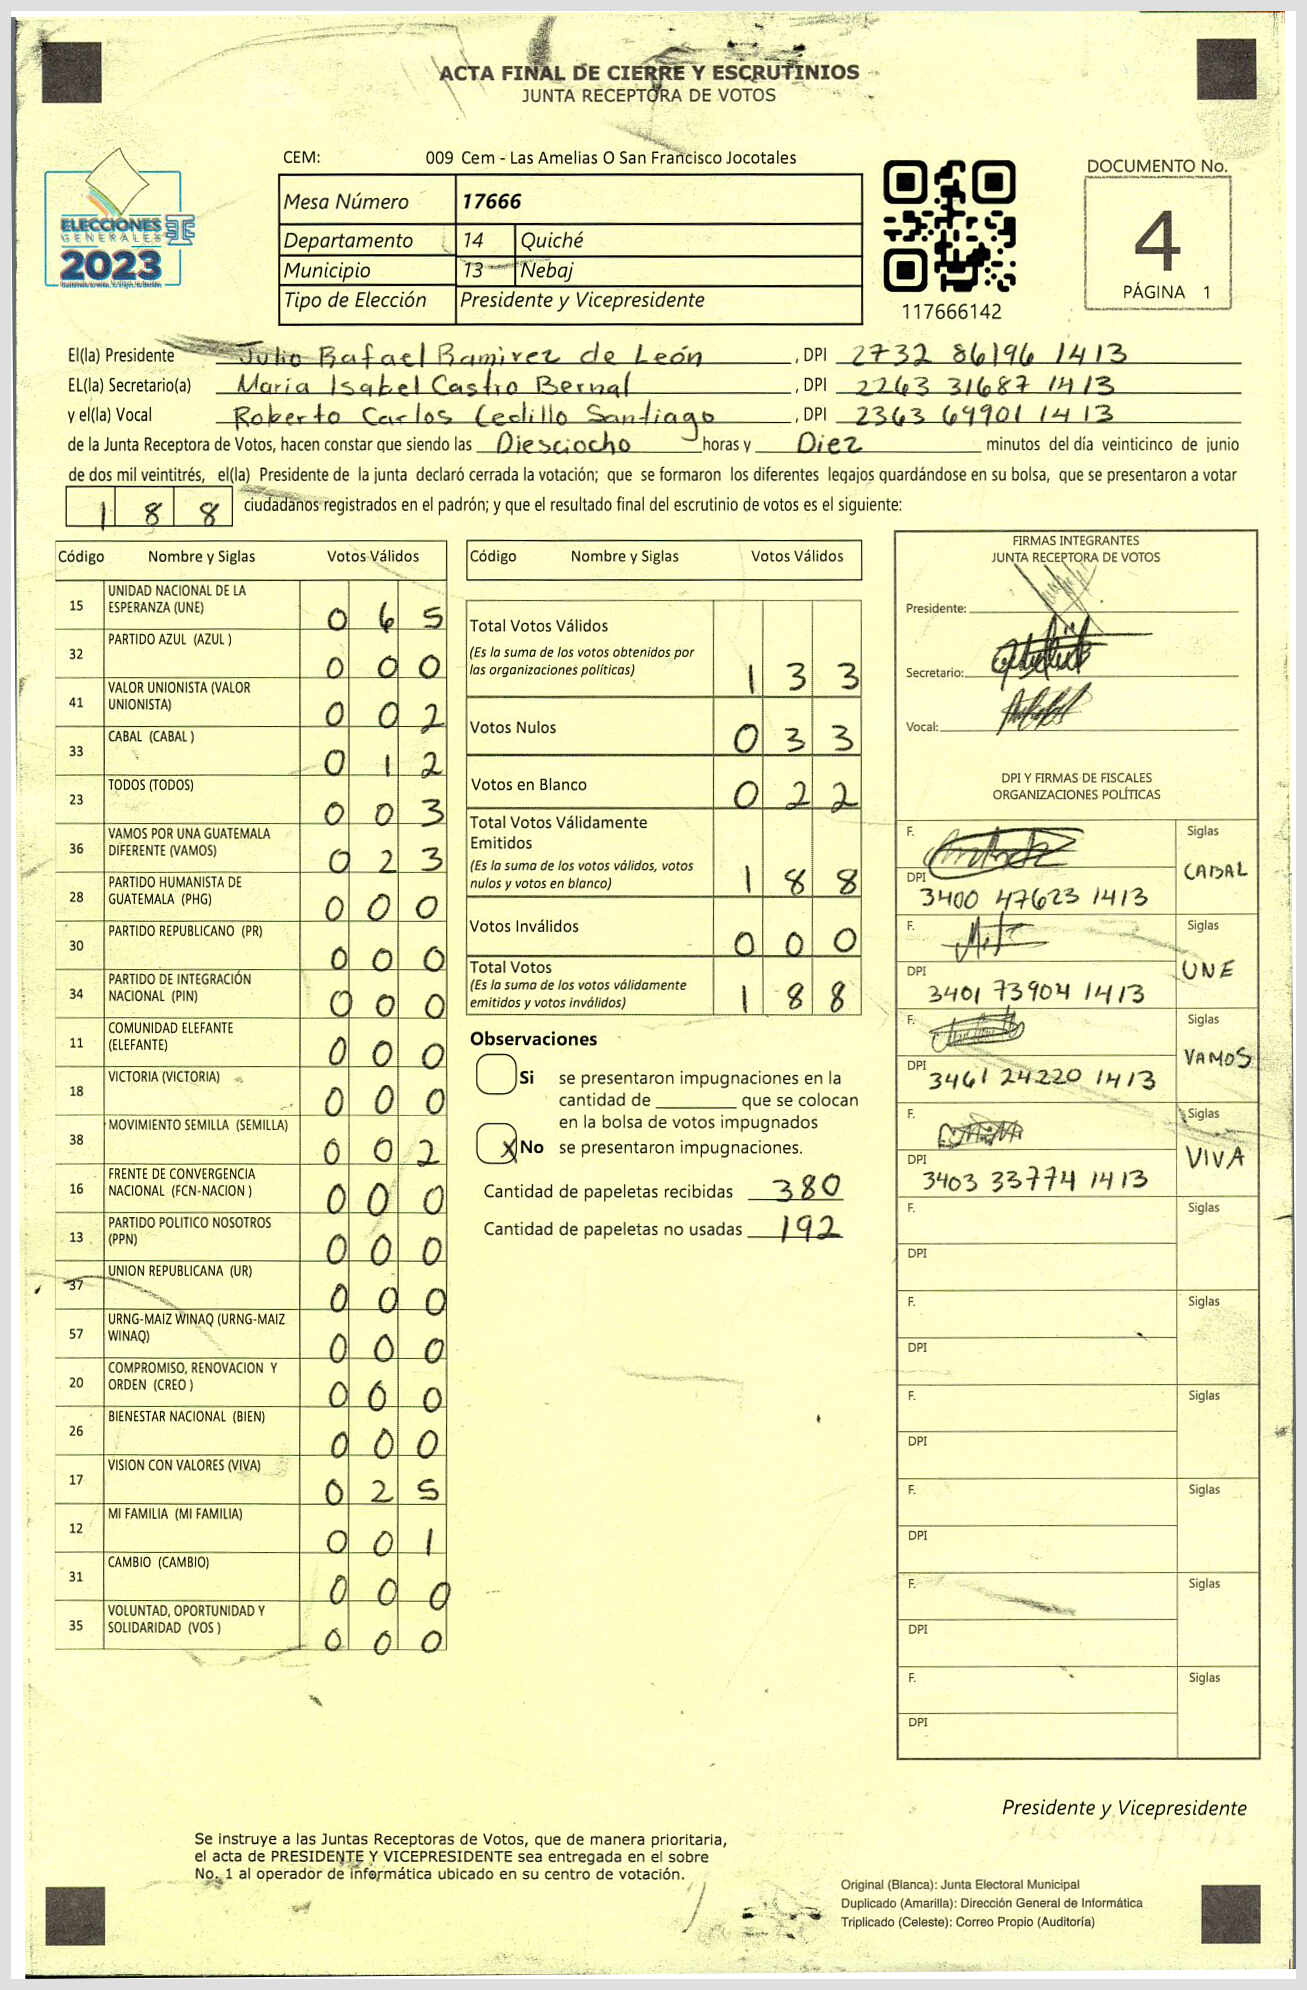 ACTA FINAL DE CIERRE Y ESCRUTINIOS
JUNTA RECEPTORA DE VOTOS
ELECCIONES
GENERALES
2023
CEM: 009 Cem - Las Amelias O San Francisco Jocotales
Mesa Número 17666
Departamento 14 Quiché
Municipio 13 Nebaj
Tipo de Elección Presidente y Vicepresidente
117666142
DOCUMENTO No.
4
PÁGINA 1
El(la) Presidente Julio Rafael Ramirez de León , DPI 2732 86196 1413
EL(la) Secretario(a) Maria Isabel Castro Bernal , DPI 2263 31687 1413
y el(la) Vocal Roberto Carlos Cedillo Santiago , DPI 2363 69901 1413
de la Junta Receptora de Votos, hacen constar que siendo las Diesciocho horas y Diez minutos del día veinticinco de junio
de dos mil veintitrés, el(la) Presidente de la junta declaró cerrada la votación; que se formaron los diferentes legajos quardándose en su bolsa, que se presentaron a votar
1 8 8 ciudadanos registrados en el padrón; y que el resultado final del escrutinio de votos es el siguiente:
Código Nombre y Siglas Votos Válidos
15 UNIDAD NACIONAL DE LA ESPERANZA (UNE) 0 6 5
32 PARTIDO AZUL (AZUL ) 0 0 0
41 VALOR UNIONISTA (VALOR UNIONISTA) 0 0 2
33 CABAL (CABAL ) 0 1 2
23 TODOS (TODOS) 0 0 3
36 VAMOS POR UNA GUATEMALA DIFERENTE (VAMOS) 0 2 3
28 PARTIDO HUMANISTA DE GUATEMALA (PHG) 0 0 0
30 PARTIDO REPUBLICANO (PR) 0 0 0
34 PARTIDO DE INTEGRACIÓN NACIONAL (PIN) 0 0 0
11 COMUNIDAD ELEFANTE (ELEFANTE) 0 0 0
18 VICTORIA (VICTORIA) 0 0 0
38 MOVIMIENTO SEMILLA (SEMILLA) 0 0 2
16 FRENTE DE CONVERGENCIA NACIONAL (FCN-NACION ) 0 0 0
13 PARTIDO POLITICO NOSOTROS (PPN) 0 0 0
37 UNION REPUBLICANA (UR) 0 0 0
57 URNG-MAIZ WINAQ (URNG-MAIZ WINAQ) 0 0 0
20 COMPROMISO, RENOVACION Y ORDEN (CREO ) 0 0 0
26 BIENESTAR NACIONAL (BIEN) 0 0 0
17 VISION CON VALORES (VIVA) 0 2 5
12 MI FAMILIA (MI FAMILIA) 0 0 1
31 CAMBIO (CAMBIO) 0 0 0
35 VOLUNTAD, OPORTUNIDAD Y SOLIDARIDAD (VOS ) 0 0 0
Código Nombre y Siglas Votos Válidos
Total Votos Válidos
(Es la suma de los votos obtenidos por
las organizaciones políticas) 1 3 3
Votos Nulos 0 3 3
Votos en Blanco 0 2 2
Total Votos Válidamente
Emitidos
(Es la suma de los votos válidos, votos
nulos y votos en blanco) 1 8 8
Votos Inválidos 0 0 0
Total Votos
(Es la suma de los votos válidamente
emitidos y votos inválidos) 1 8 8
Observaciones
Si se presentaron impugnaciones en la
cantidad de ________ que se colocan
en la bolsa de votos impugnados
X No se presentaron impugnaciones.
Cantidad de papeletas recibidas 380
Cantidad de papeletas no usadas 192
FIRMAS INTEGRANTES
JUNTA RECEPTORA DE VOTOS
Presidente:
Secretario:
Vocal:
DPI Y FIRMAS DE FISCALES
ORGANIZACIONES POLÍTICAS
F. Siglas
CABAL
DPI
3400 47623 1413
F. Siglas
UNE
DPI
3401 73904 1413
F. Siglas
VAMOS
DPI 3461 24220 1413
F. Siglas
VIVA
DPI
3403 33774 1413
F. Siglas
DPI
F. Siglas
DPI
F. Siglas
DPI
F. Siglas
DPI
F. Siglas
DPI
F. Siglas
DPI
Presidente y Vicepresidente
Se instruye a las Juntas Receptoras de Votos, que de manera prioritaria,
el acta de PRESIDENTE Y VICEPRESIDENTE sea entregada en el sobre
No. 1 al operador de informática ubicado en su centro de votación.
Original (Blanca): Junta Electoral Municipal
Duplicado (Amarilla): Dirección General de Informática
Triplicado (Celeste): Correo Propio (Auditoría)